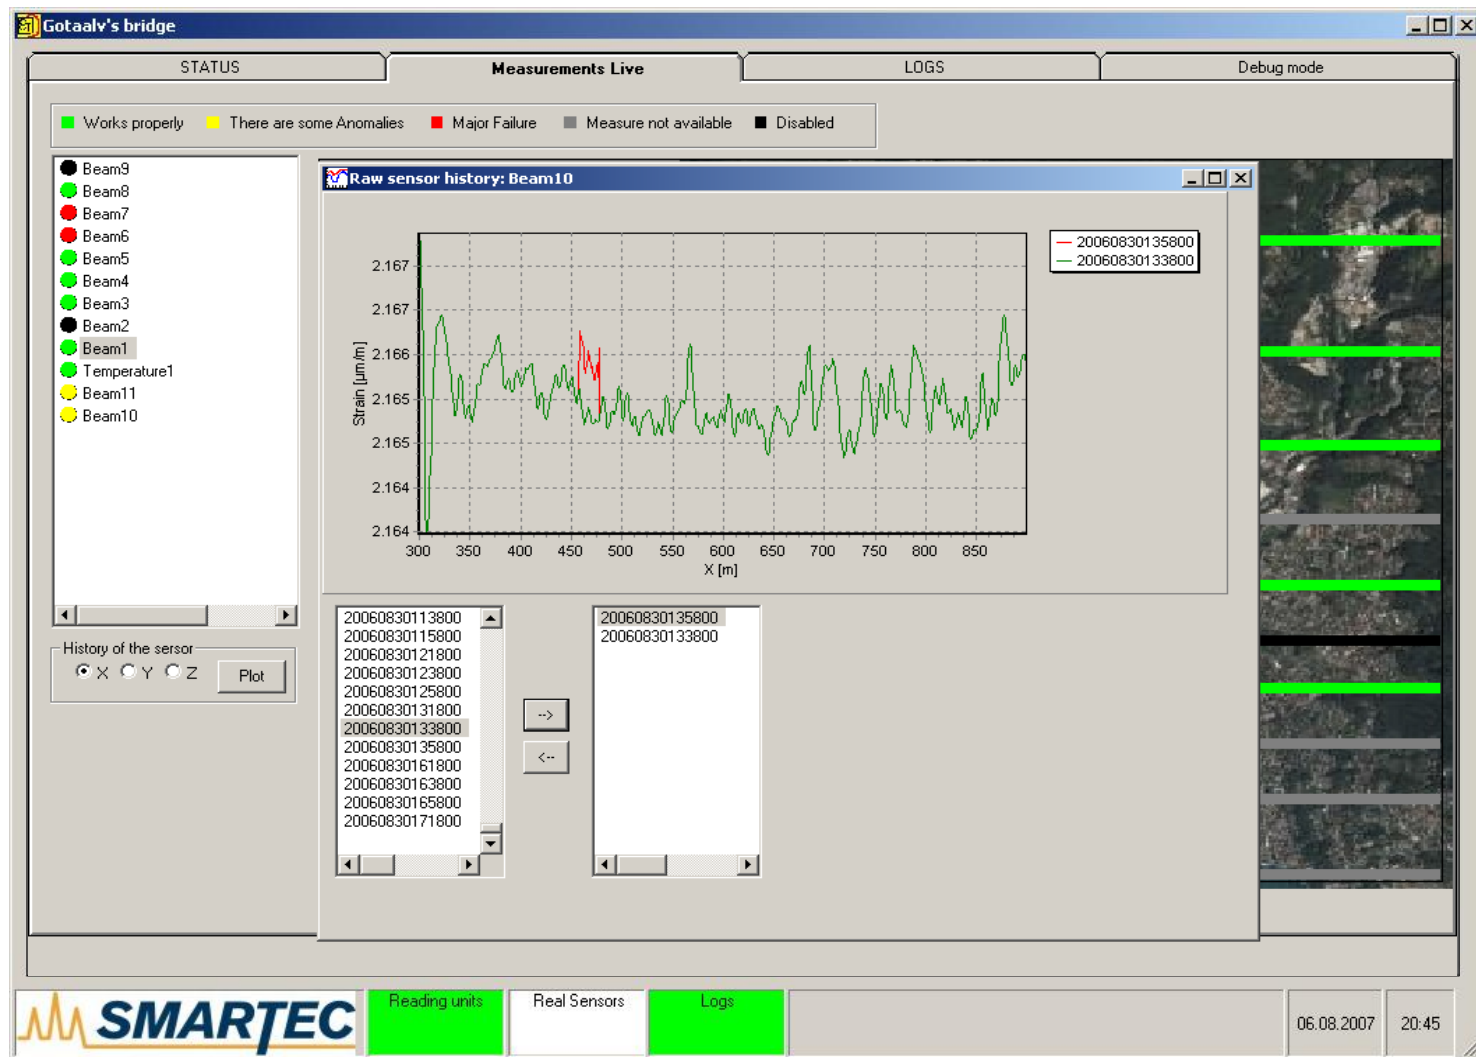 Gotaalv's bridge
STATUS
Measurements Live
LOGS
Debug mode
Works properly
There are some Anomalies
Major Failure
Measure not available
Disabled
Beam9
Beam8
Beam7
Beam6
Beam5
Beam4
Beam3
Beam2
Beam1
Temperature1
Beam11
Beam10
History of the sersor
X
Y
Z
Plot
Raw sensor history: Beam10
20060830135800
20060830133800
Strain [µm/m]
2.167
2.167
2.166
2.165
2.165
2.164
2.164
300 350 400 450 500 550 600 650 700 750 800 850
X [m]
20060830113800
20060830115800
20060830121800
20060830123800
20060830125800
20060830131800
20060830133800
20060830135800
20060830161800
20060830163800
20060830165800
20060830171800
-->
<--
20060830135800
20060830133800
SMARTEC
Reading units
Real Sensors
Logs
06.08.2007
20:45